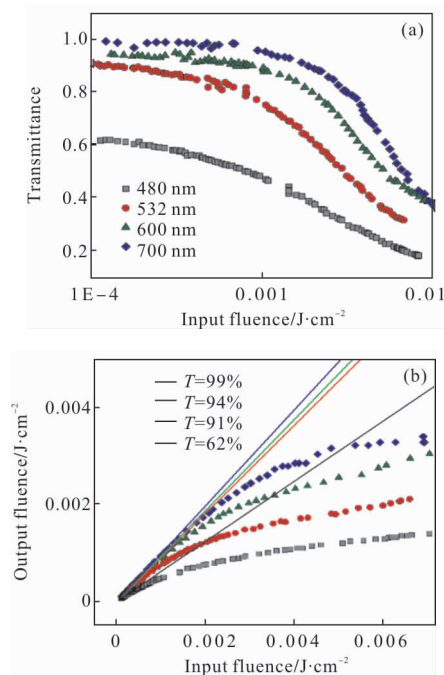 (a)
1.0
0.8
0.6
0.4
0.2
Transmittance
480 nm
532 nm
600 nm
700 nm
1E-4
0.001
0.01
Input fluence/J·cm⁻²
(b)
T=99%
T=94%
T=91%
T=62%
0.004
0.002
0
Output fluence/J·cm⁻²
0
0.002
0.004
0.006
Input fluence/J·cm⁻²